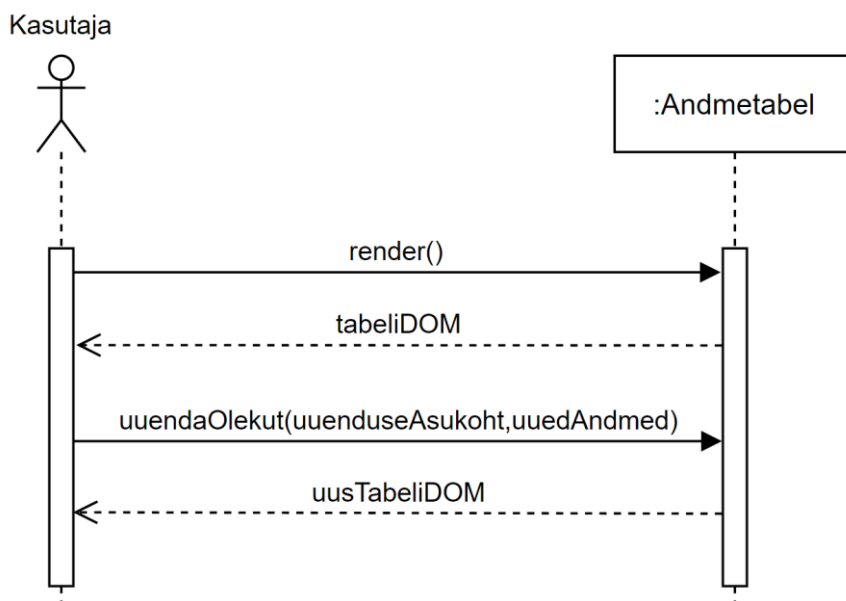 Kasutaja
:Andmetabel
render()
tabeliDOM
uuendaOlekut(uuenduseAsukoht,uuedAndmed)
uusTabeliDOM